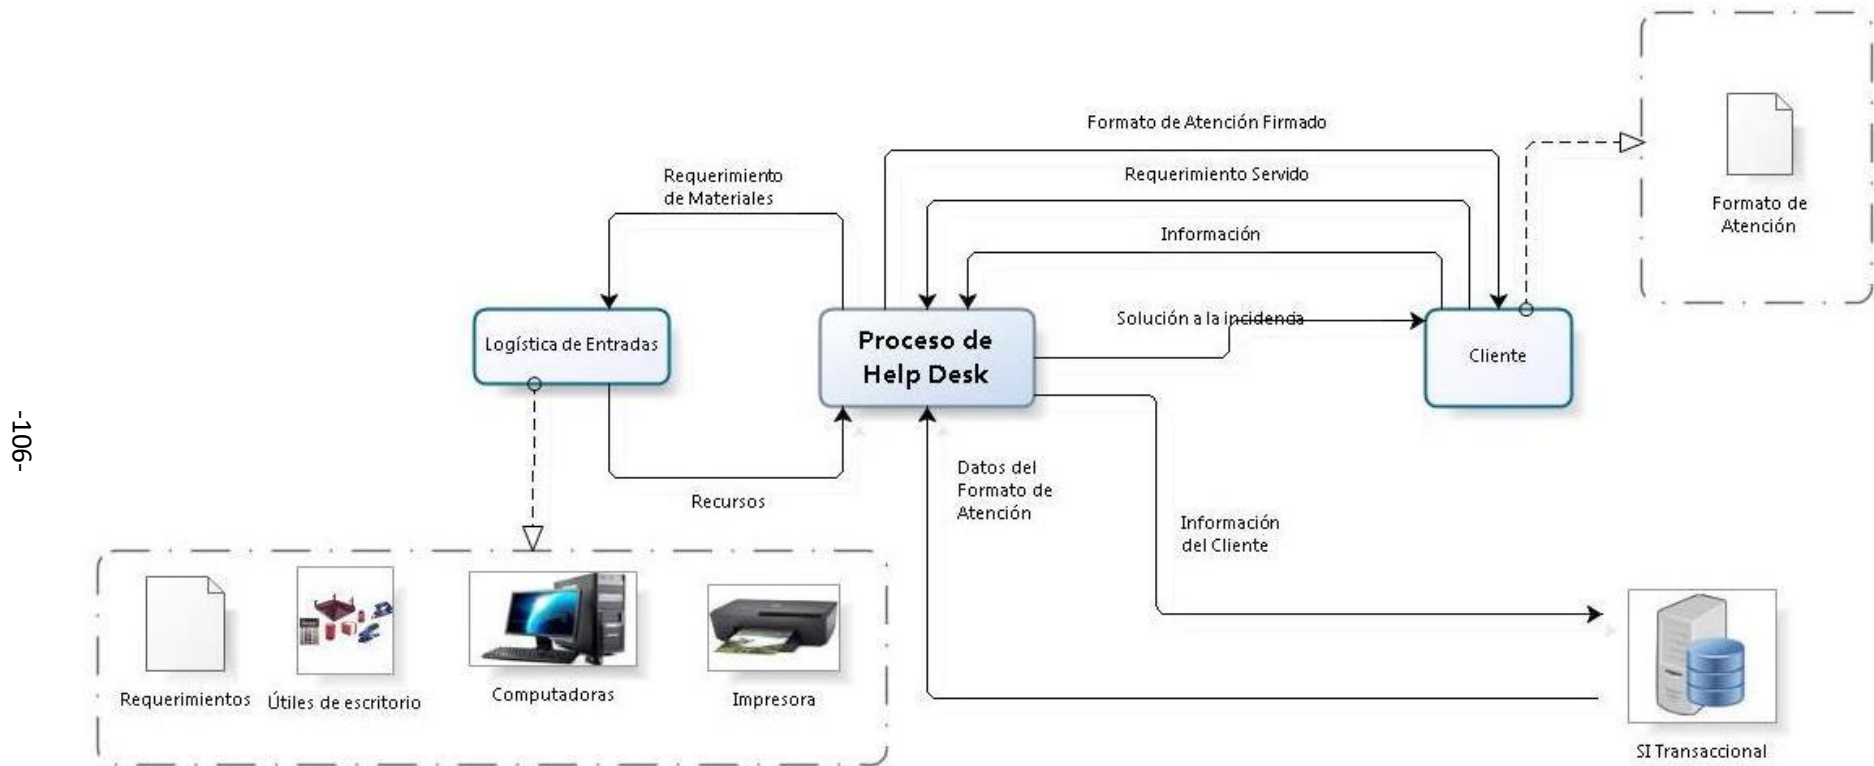 Formato de Atención Firmado
Requerimiento
de Materiales
Requerimiento Servido
Información
Formato de
Atención
Solución a la incidencia
Logística de Entradas
Proceso de
Help Desk
Cliente
-106-
Recursos
Datos del
Formato de
Atención
Información
del Cliente
Requerimientos
Útiles de escritorio
Computadoras
Impresora
SI Transaccional